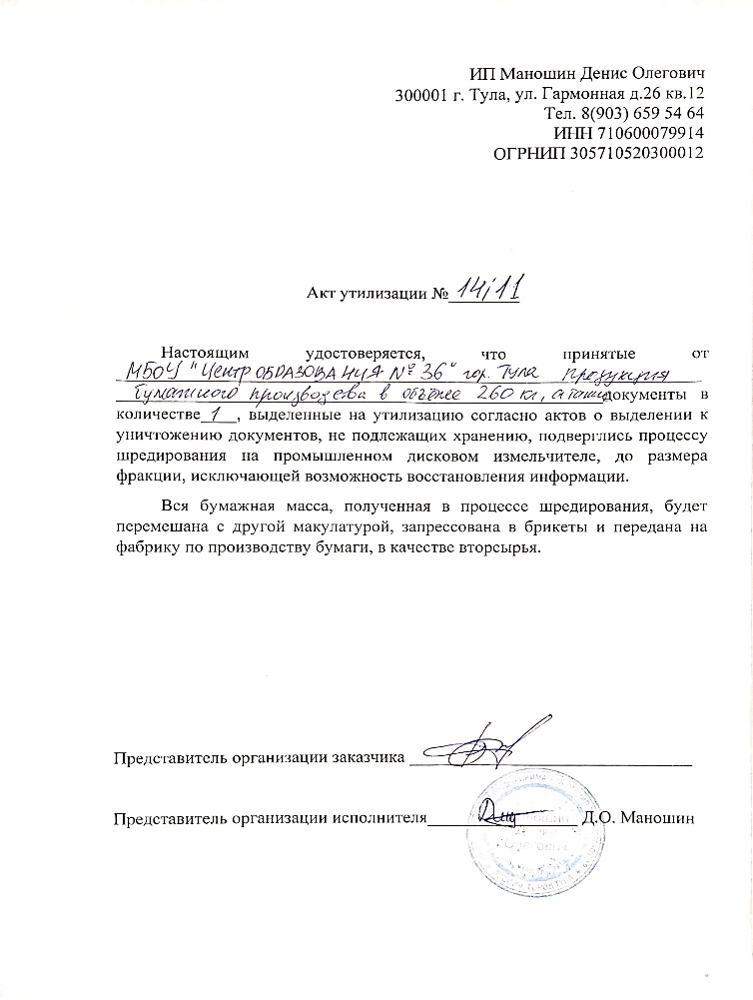 ИП Маношин Денис Олегович
300001 г. Тула, ул. Гармонная д.26 кв.12
Тел. 8(903) 659 54 64
ИНН 710600079914
ОГРНИП 305710520300012
Акт утилизации № 14/11
Настоящим удостоверяется, что принятые от
МБОУ "Центр ОБРАЗОВАНИЯ № 36" гор. Тула продукция
бумажного производства в объёме 260 кг, а также документы в
количестве 1 , выделенные на утилизацию согласно актов о выделении к
уничтожению документов, не подлежащих хранению, подверглись процессу
шредирования на промышленном дисковом измельчителе, до размера
фракции, исключающей возможность восстановления информации.
Вся бумажная масса, полученная в процессе шредирования, будет
перемешана с другой макулатурой, запрессована в брикеты и передана на
фабрику по производству бумаги, в качестве вторсырья.
Представитель организации заказчика
Представитель организации исполнителя Д.О. Маношин